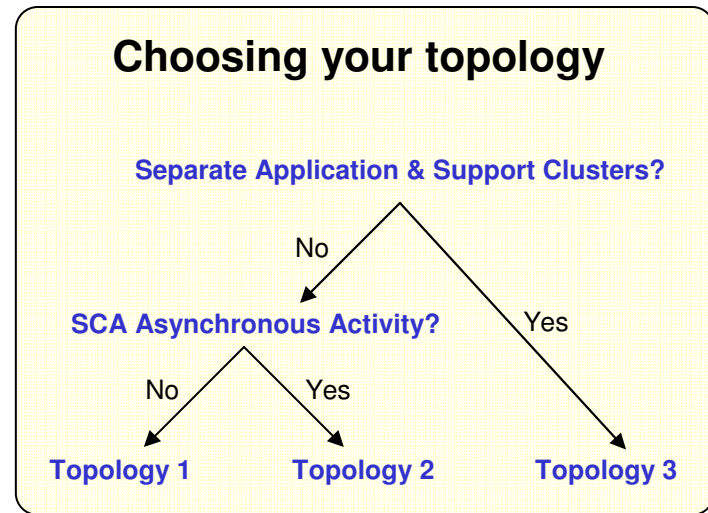 Choosing your topology
Separate Application & Support Clusters?
No
SCA Asynchronous Activity?
Yes
No
Yes
Topology 1
Topology 2
Topology 3